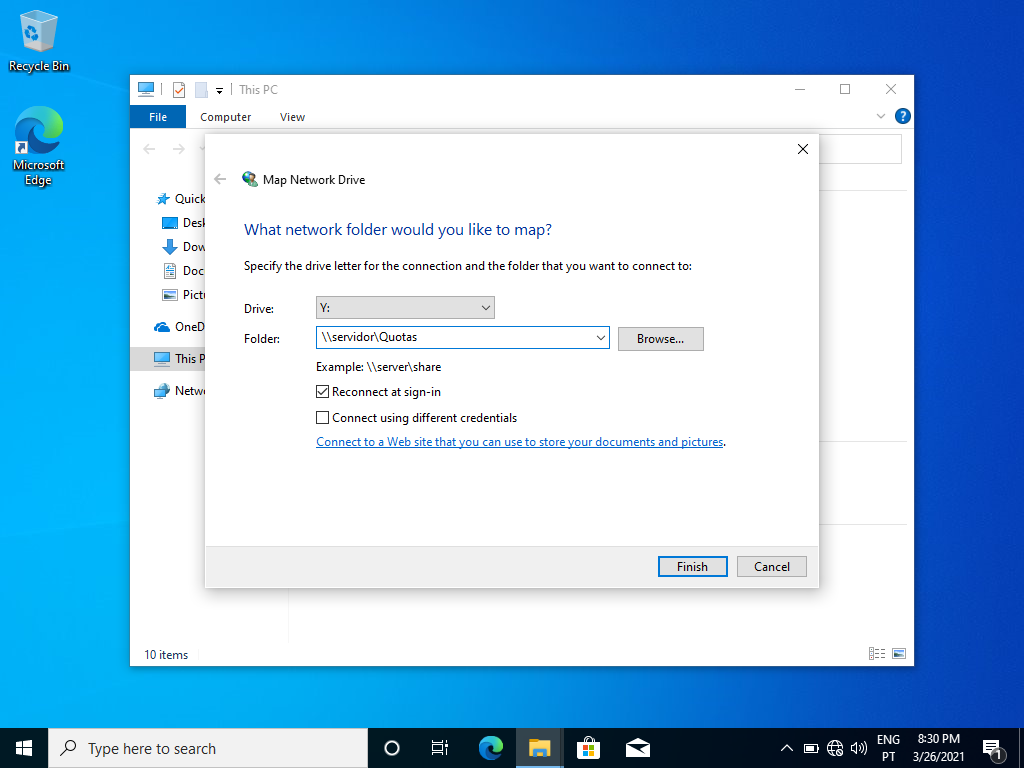 Recycle Bin
Microsoft
Edge
This PC
File
Computer
View
Map Network Drive
What network folder would you like to map?
Specify the drive letter for the connection and the folder that you want to connect to:
Drive:
Y:
Folder:
\\servidor\Quotas
Browse...
Example: \\server\share
Reconnect at sign-in
Connect using different credentials
Connect to a Web site that you can use to store your documents and pictures.
Finish
Cancel
Quick
Desk
Dow
Doc
Pictu
OneD
This P
Netwo
10 items
Type here to search
ENG
PT
8:30 PM
3/26/2021
1